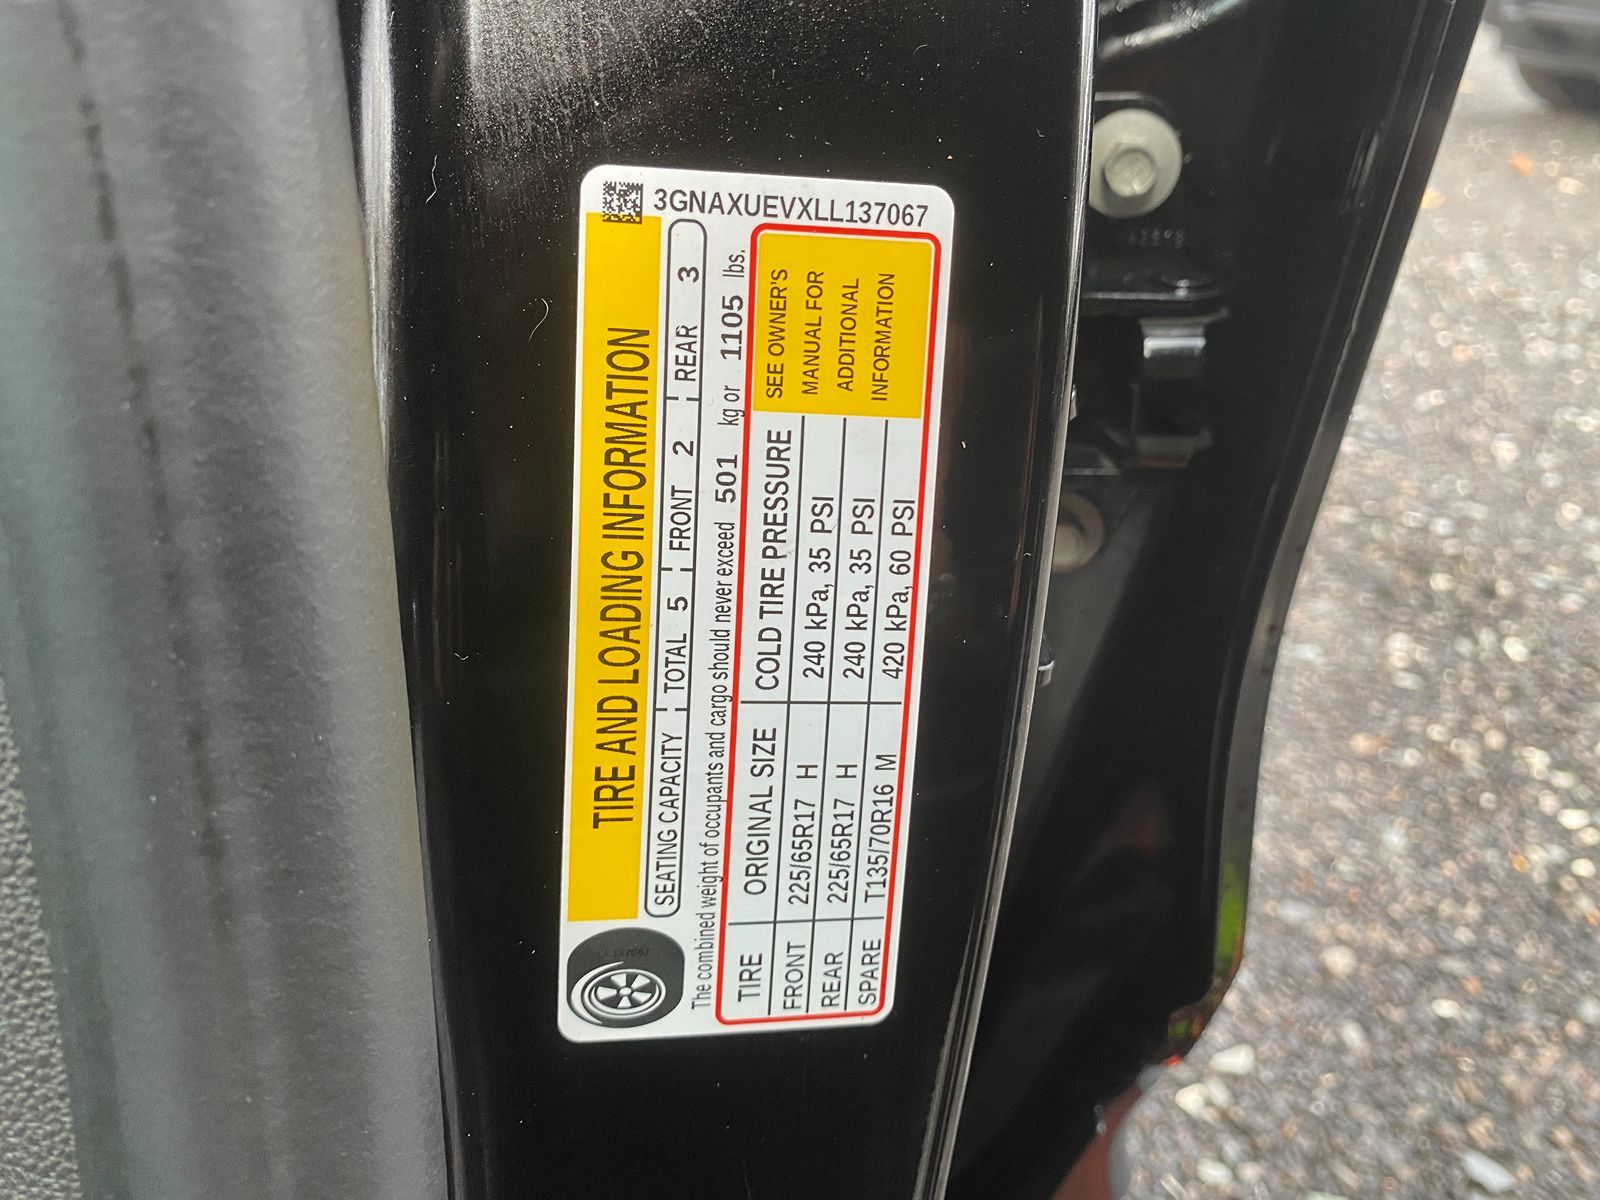 3GNAXUEVXLL137067
TIRE AND LOADING INFORMATION
SEATING CAPACITY TOTAL 5 FRONT 2 REAR 3
The combined weight of occupants and cargo should never exceed 501 kg or 1105 lbs.
TIRE ORIGINAL SIZE COLD TIRE PRESSURE
FRONT 225/65R17 H 240 kPa, 35 PSI
REAR 225/65R17 H 240 kPa, 35 PSI
SPARE T135/70R16 M 420 kPa, 60 PSI
SEE OWNER'S
MANUAL FOR
ADDITIONAL
INFORMATION